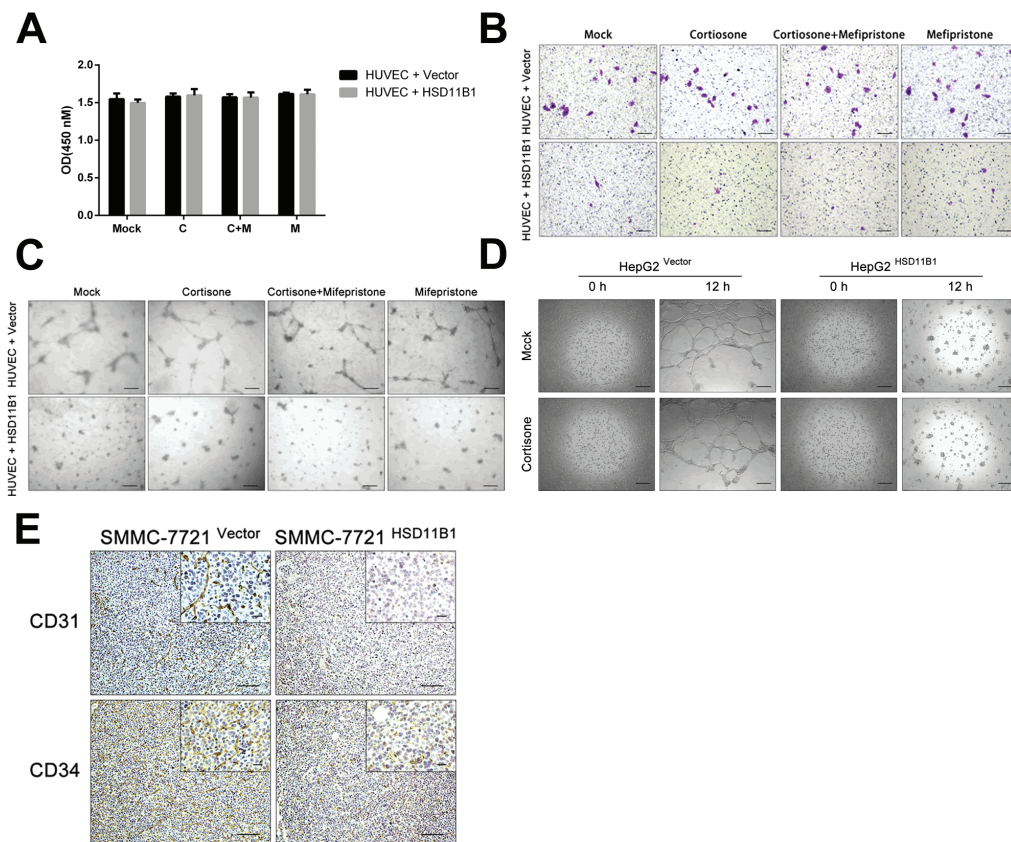 A
2.0
1.5
1.0
0.5
0.0
OD(450 nM)
Mock
C
C+M
M
HUVEC + Vector
HUVEC + HSD11B1
B
Mock
Cortiosone
Cortiosone+Mefipristone
Mefipristone
HUVEC + Vector
HUVEC + HSD11B1
C
Mock
Cortisone
Cortisone+Mifepristone
Mifepristone
HUVEC + Vector
HUVEC + HSD11B1
D
HepG2 Vector
HepG2 HSD11B1
0 h
12 h
0 h
12 h
Mcck
Cortisone
E
SMMC-7721 Vector
SMMC-7721 HSD11B1
CD31
CD34